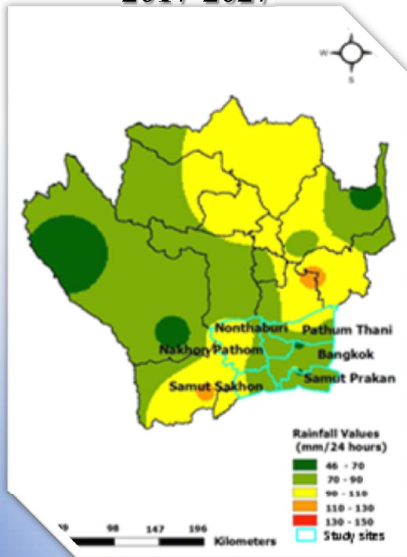 W
S
Nonthaburi
Pathum Thani
Nakhon Pathom
Bangkok
Samut Prakan
Samut Sakhon
Rainfall Values
(mm/24 hours)
46 - 70
70 - 90
90 - 110
110 - 130
130 - 150
Study sites
98 147 196
Kilometers